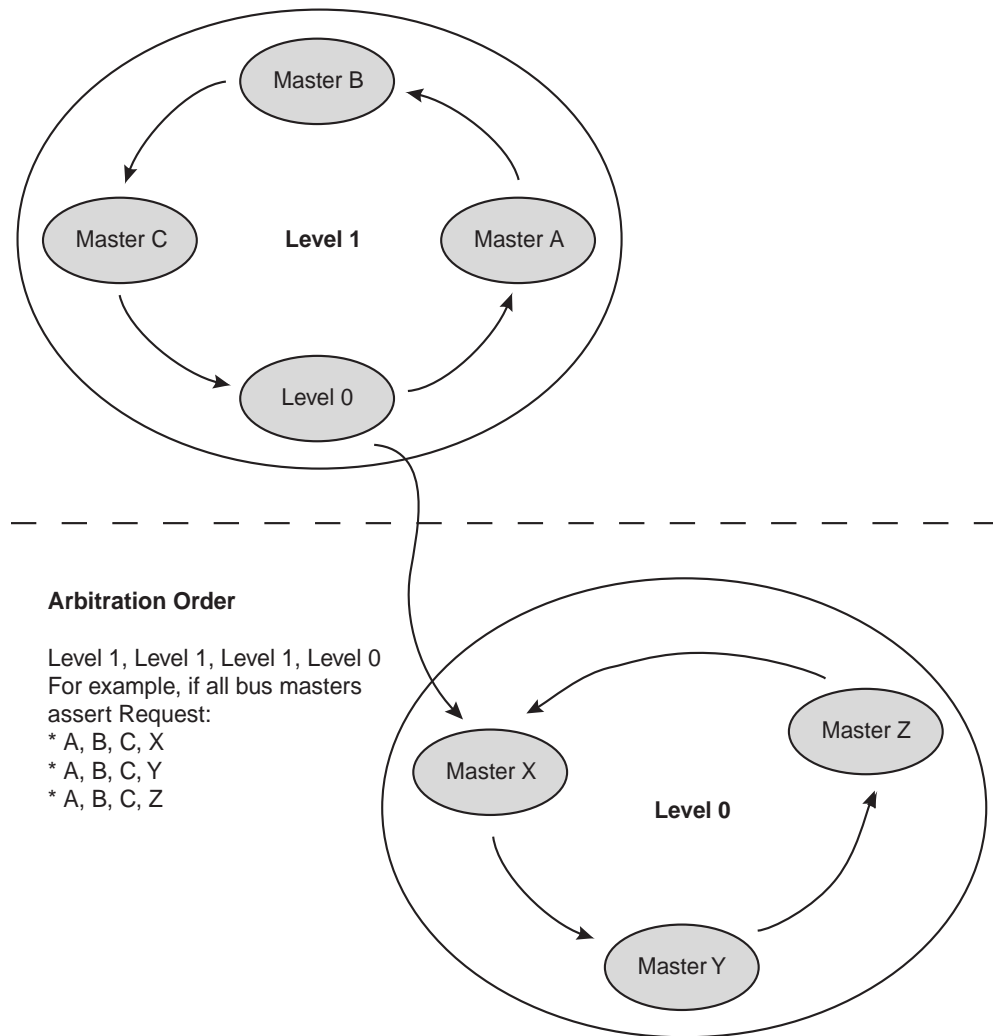 Master B
Master C
Level 1
Master A
Level 0
Arbitration Order
Level 1, Level 1, Level 1, Level 0
For example, if all bus masters
assert Request:
* A, B, C, X
* A, B, C, Y
* A, B, C, Z
Master Z
Master X
Level 0
Master Y